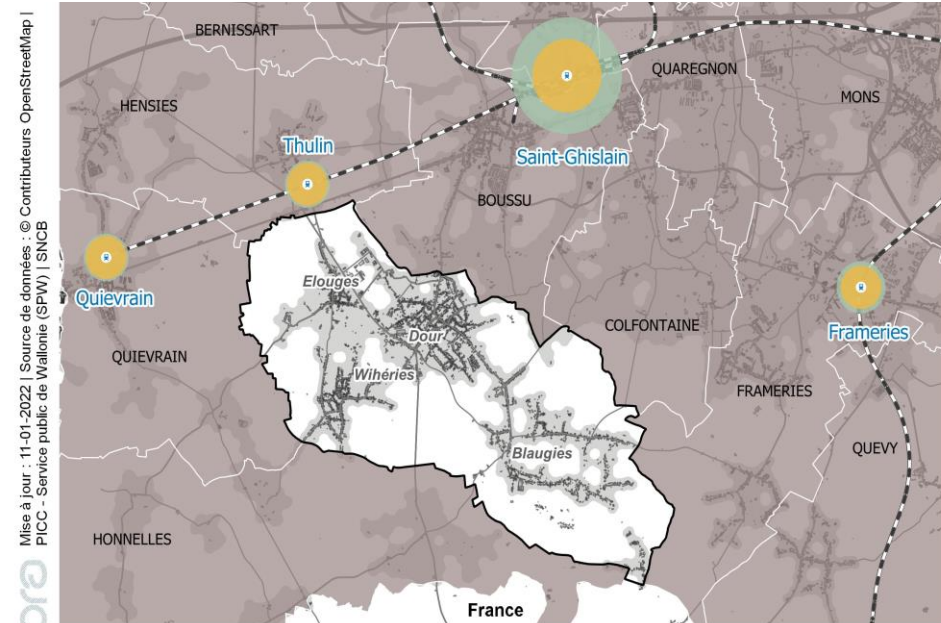 Mise à jour : 11-01-2022 | Source de données : © Contributeurs OpenStreetMap |
PICC - Service public de Wallonie (SPW) | SNCB
BERNISSART
QUAREGNON
HENSIES
MONS
Thulin
Saint-Ghislain
BOUSSU
Quievrain
Elouges
Dour
COLFONTAINE
Frameries
QUIEVRAIN
Wihéries
FRAMERIES
Blaugies
QUEVY
HONNELLES
France